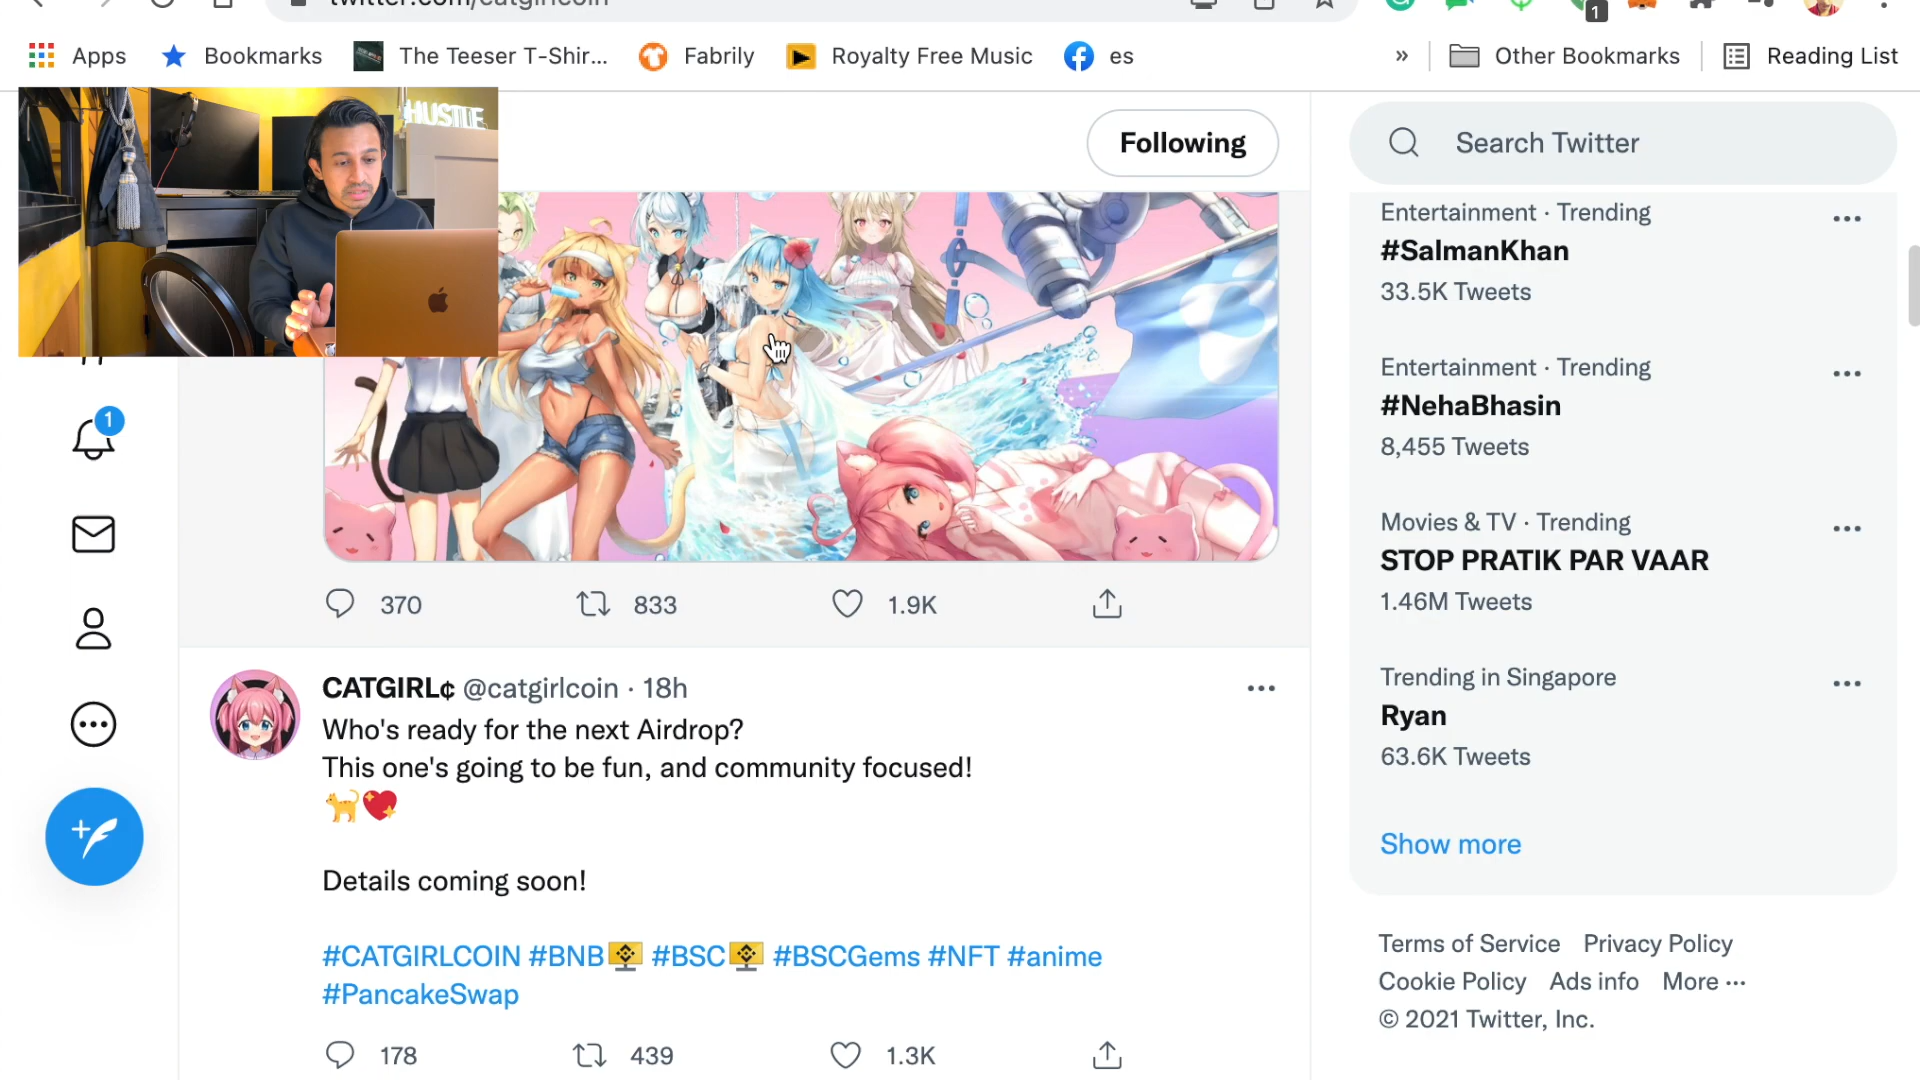 twitter.com/catgirlcoin
1
Apps
Bookmarks
The Teeser T-Shir...
Fabrily
Royalty Free Music
es
»
Other Bookmarks
Reading List
HUSTLE
Following
Search Twitter
Entertainment · Trending
#SalmanKhan
33.5K Tweets
Entertainment · Trending
#NehaBhasin
8,455 Tweets
Movies & TV · Trending
STOP PRATIK PAR VAAR
1.46M Tweets
Trending in Singapore
Ryan
63.6K Tweets
Show more
Terms of Service Privacy Policy
Cookie Policy Ads info More ···
© 2021 Twitter, Inc.
1
370 833 1.9K
CATGIRL¢ @catgirlcoin · 18h
Who's ready for the next Airdrop?
This one's going to be fun, and community focused!
🐈💖
Details coming soon!
#CATGIRLCOIN #BNB #BSC #BSCGems #NFT #anime
#PancakeSwap
178 439 1.3K